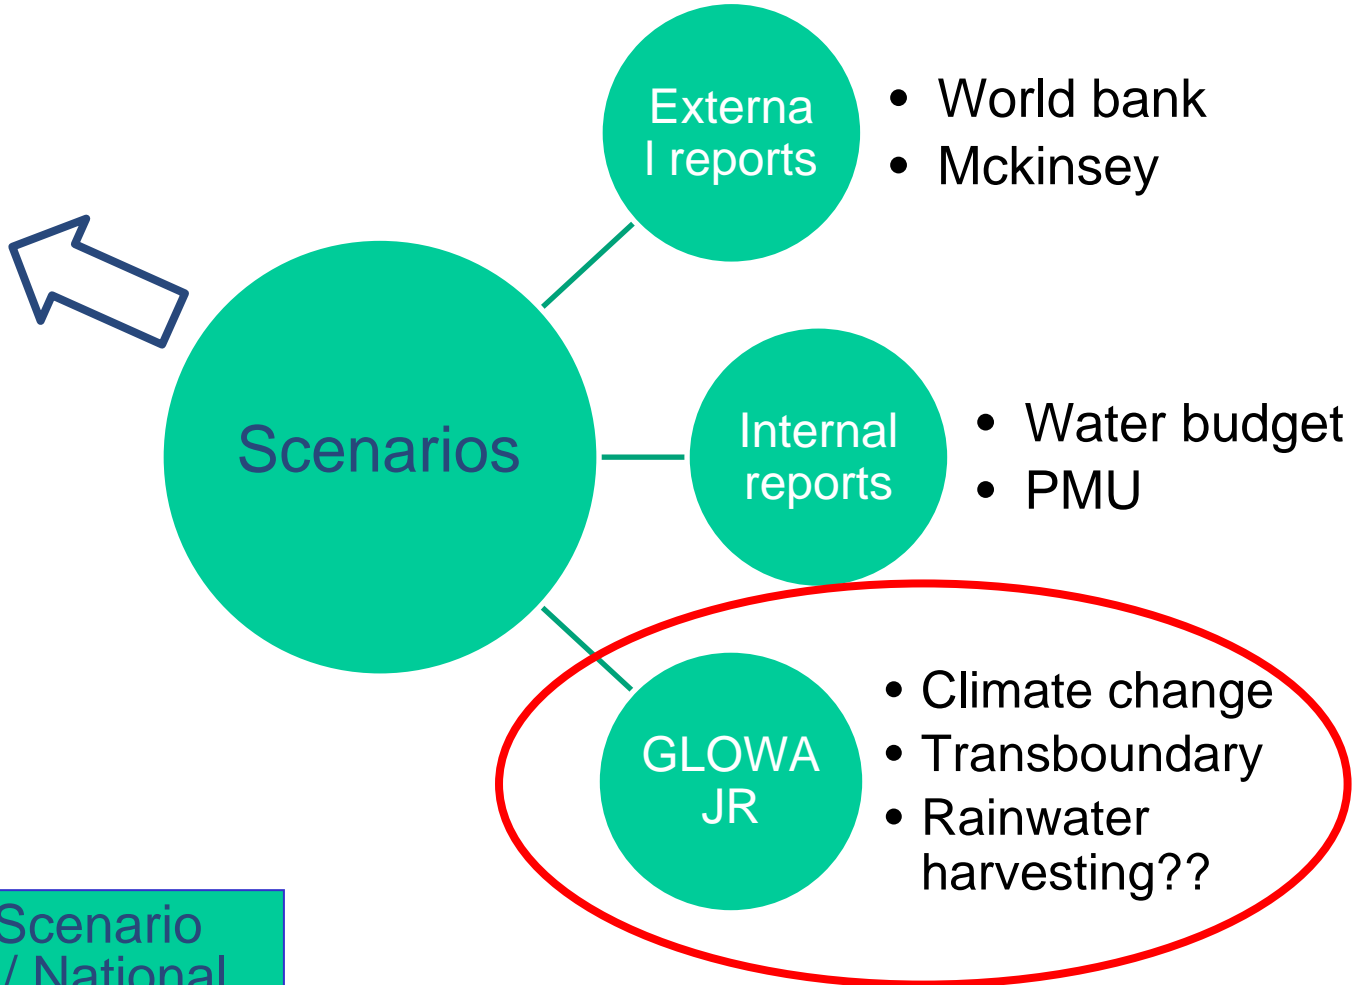 Externa
l reports
• World bank
• Mckinsey
Scenarios
Internal
reports
• Water budget
• PMU
GLOWA
JR
• Climate change
• Transboundary
• Rainwater
harvesting??
Scenario
/ National